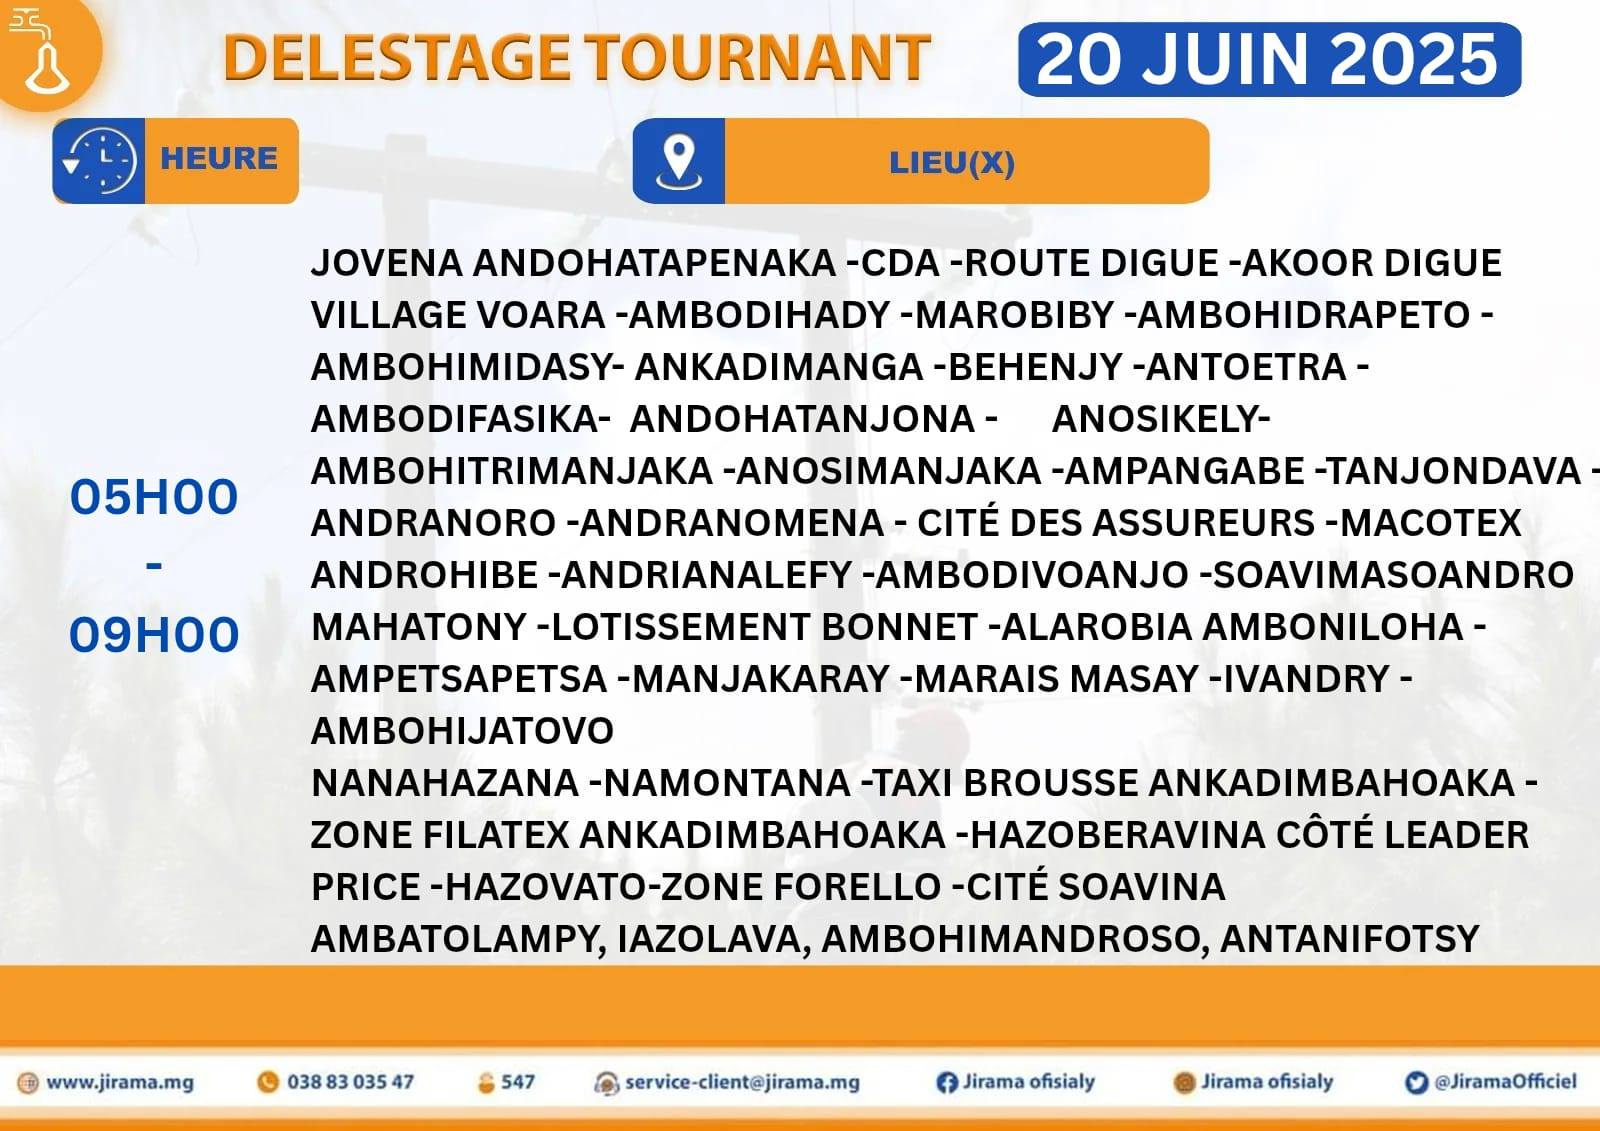 DELESTAGE TOURNANT
20 JUIN 2025
HEURE
LIEU(X)
05H00
-
09H00
JOVENA ANDOHATAPENAKA -CDA -ROUTE DIGUE -AKOOR DIGUE
VILLAGE VOARA -AMBODIHADY -MAROBIBY -AMBOHIDRAPETO -
AMBOHIMIDASY- ANKADIMANGA -BEHENJY -ANTOETRA -
AMBODIFASIKA- ANDOHATANJONA - ANOSIKELY-
AMBOHITRIMANJAKA -ANOSIMANJAKA -AMPANGABE -TANJONDAVA -
ANDRANORO -ANDRANOMENA - CITÉ DES ASSUREURS -MACOTEX
ANDROHIBE -ANDRIANALEFY -AMBODIVOANJO -SOAVIMASOANDRO
MAHATONY -LOTISSEMENT BONNET -ALAROBIA AMBONILOHA -
AMPETSAPETSA -MANJAKARAY -MARAIS MASAY -IVANDRY -
AMBOHIJATOVO
NANAHAZANA -NAMONTANA -TAXI BROUSSE ANKADIMBAHOAKA -
ZONE FILATEX ANKADIMBAHOAKA -HAZOBERAVINA CÔTÉ LEADER
PRICE -HAZOVATO-ZONE FORELLO -CITÉ SOAVINA
AMBATOLAMPY, IAZOLAVA, AMBOHIMANDROSO, ANTANIFOTSY
www.jirama.mg
038 83 035 47
547
service-client@jirama.mg
Jirama ofisialy
Jirama ofisialy
@JiramaOfficiel